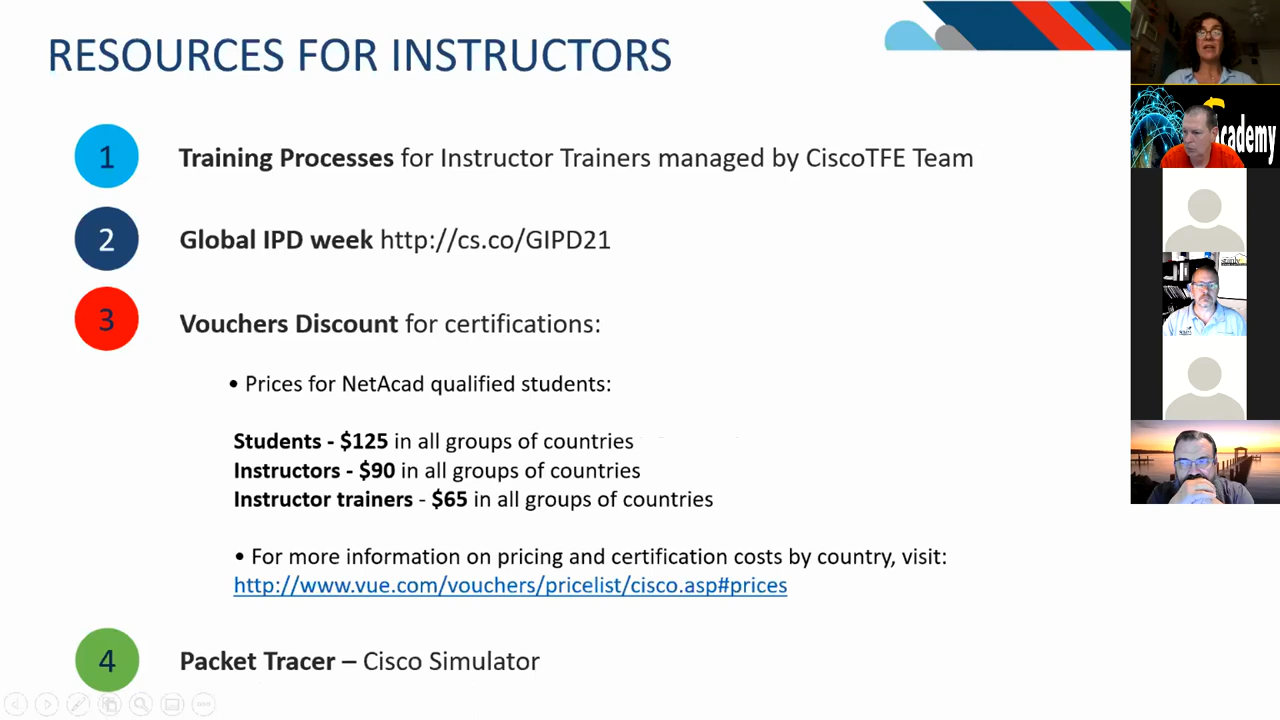 RESOURCES FOR INSTRUCTORS
1
Training Processes for Instructor Trainers managed by CiscoTFE Team
2
Global IPD week http://cs.co/GIPD21
3
Vouchers Discount for certifications:
• Prices for NetAcad qualified students:
Students - $125 in all groups of countries
Instructors - $90 in all groups of countries
Instructor trainers - $65 in all groups of countries
• For more information on pricing and certification costs by country, visit:
http://www.vue.com/vouchers/pricelist/cisco.asp#prices
4
Packet Tracer – Cisco Simulator